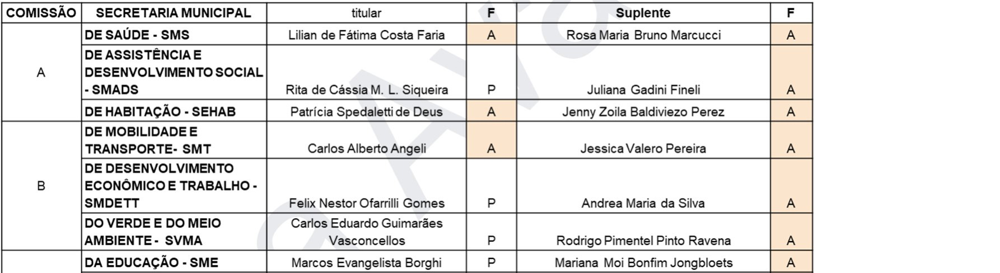 COMISSÃO SECRETARIA MUNICIPAL titular F Suplente F
A
DE SAÚDE - SMS Lilian de Fátima Costa Faria A Rosa Maria Bruno Marcucci A
DE ASSISTÊNCIA E
DESENVOLVIMENTO SOCIAL
- SMADS Rita de Cássia M. L. Siqueira P Juliana Gadini Fineli A
DE HABITAÇÃO - SEHAB Patrícia Spedaletti de Deus A Jenny Zoila Baldiviezo Perez A
B
DE MOBILIDADE E
TRANSPORTE- SMT Carlos Alberto Angeli A Jessica Valero Pereira A
DE DESENVOLVIMENTO
ECONÔMICO E TRABALHO -
SMDETT Felix Nestor Ofarrilli Gomes P Andrea Maria da Silva A
DO VERDE E DO MEIO Carlos Eduardo Guimarães
AMBIENTE - SVMA Vasconcellos P Rodrigo Pimentel Pinto Ravena A
DA EDUCAÇÃO - SME Marcos Evangelista Borghi P Mariana Moi Bonfim Jongbloets A